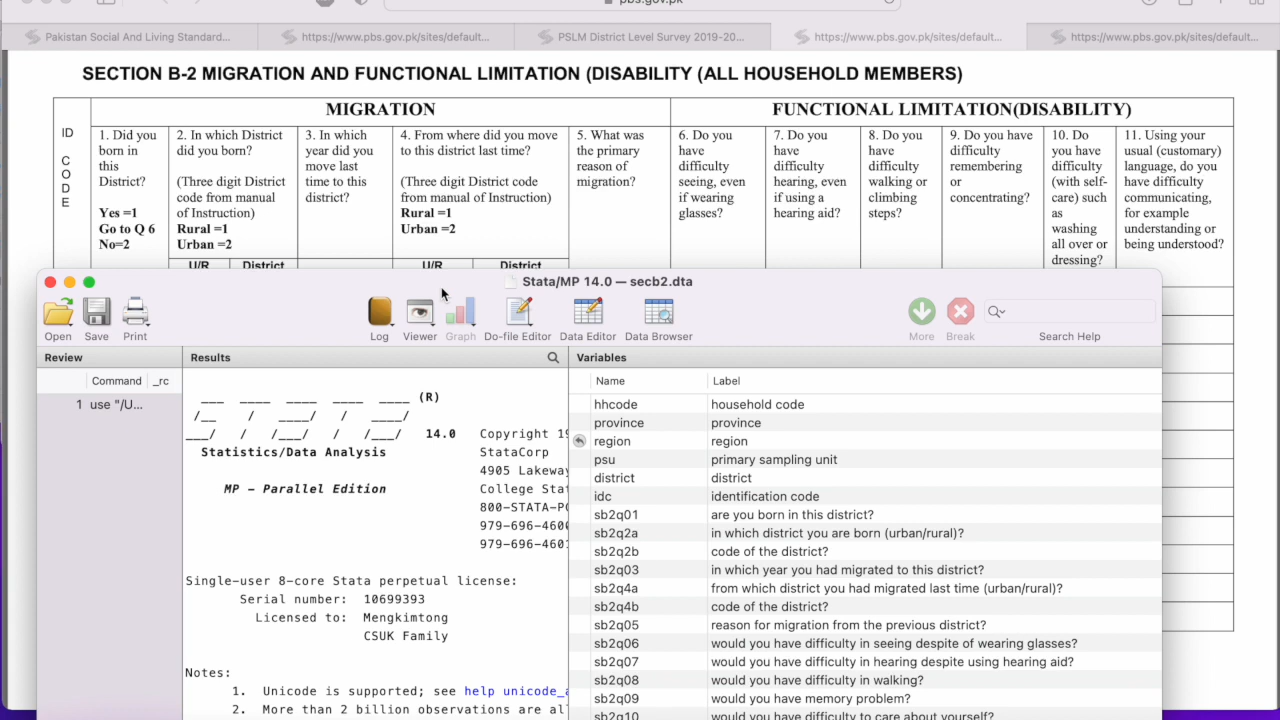 pbs.gov.pk
Pakistan Social And Living Standard...
https://www.pbs.gov.pk/sites/default...
PSLM District Level Survey 2019-20...
https://www.pbs.gov.pk/sites/default...
https://www.pbs.gov.pk/sites/default...
SECTION B-2 MIGRATION AND FUNCTIONAL LIMITATION (DISABILITY (ALL HOUSEHOLD MEMBERS)
MIGRATION
FUNCTIONAL LIMITATION(DISABILITY)
ID
C
O
D
E
1. Did you
born in
this
District?
Yes =1
Go to Q 6
No=2
2. In which District
did you born?
(Three digit District
code from manual
of Instruction)
Rural =1
Urban =2
U/R
District
3. In which
year did you
move last
time to this
district?
4. From where did you move
to this district last time?
(Three digit District code
from manual of Instruction)
Rural =1
Urban =2
U/R
District
5. What was
the primary
reason of
migration?
6. Do you
have
difficulty
seeing, even
if wearing
glasses?
7. Do you
have
difficulty
hearing, even
if using a
hearing aid?
8. Do you
have
difficulty
walking or
climbing
steps?
9. Do you have
difficulty
remembering
or
concentrating?
10. Do
you have
difficulty
(with self-
care) such
as
washing
all over or
dressing?
11. Using your
usual (customary)
language, do you
have difficulty
communicating,
for example
understanding or
being understood?
Stata/MP 14.0 — secb2.dta
Open
Save
Print
Log
Viewer
Graph
Do-file Editor
Data Editor
Data Browser
More
Break
Search Help
Review
Results
Variables
Command
_rc
1 use "/U...
(R)
14.0 Copyright 19
Statistics/Data Analysis StataCorp
4905 Lakeway
MP - Parallel Edition College Sta
800-STATA-PC
979-696-4600
979-696-4601
Single-user 8-core Stata perpetual license:
Serial number: 10699393
Licensed to: Mengkimtong
CSUK Family
Notes:
1. Unicode is supported; see help unicode_a
2. More than 2 billion observations are all
Name Label
hhcode household code
province province
region region
psu primary sampling unit
district district
idc identification code
sb2q01 are you born in this district?
sb2q2a in which district you are born (urban/rural)?
sb2q2b code of the district?
sb2q03 in which year you had migrated to this district?
sb2q4a from which district you had migrated last time (urban/rural)?
sb2q4b code of the district?
sb2q05 reason for migration from the previous district?
sb2q06 would you have difficulty in seeing despite of wearing glasses?
sb2q07 would you have difficulty in hearing despite using hearing aid?
sb2q08 would you have difficulty in walking?
sb2q09 would you have memory problem?
sb2q10 would you have difficulty to care about yourself?